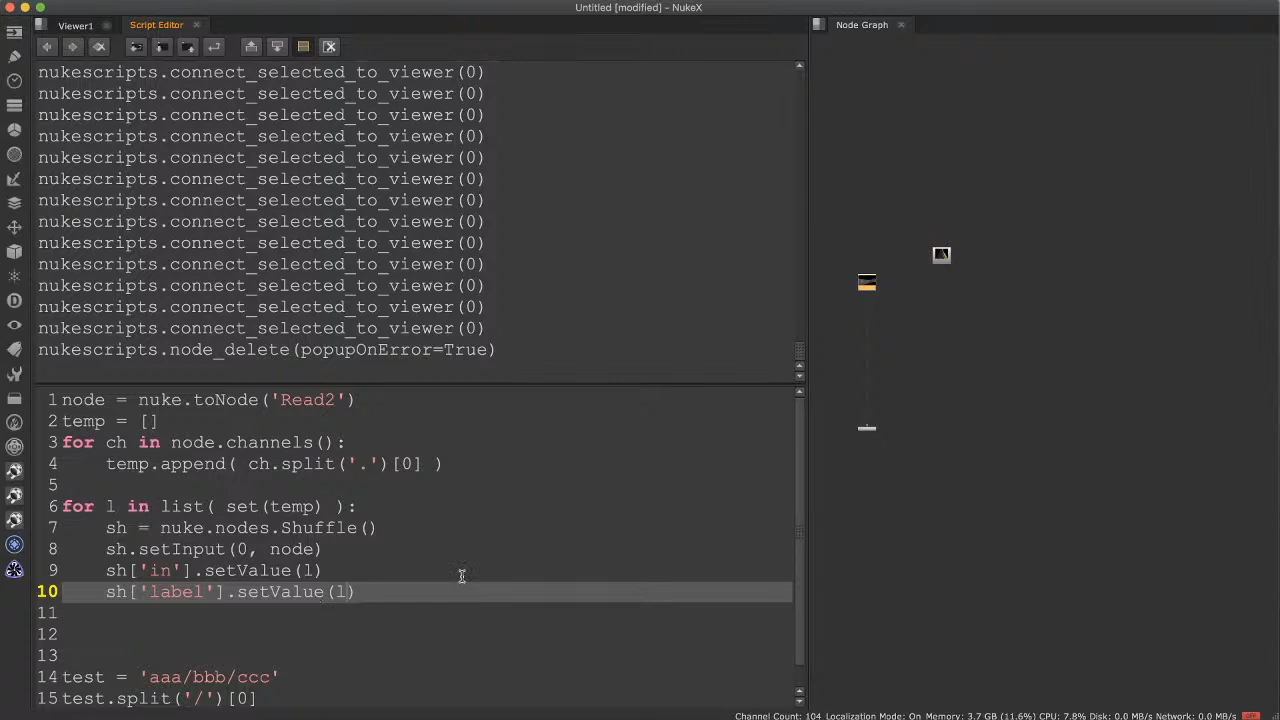 Untitled [modified] - NukeX
Viewer1
Script Editor
Node Graph
nukescripts.connect_selected_to_viewer(0)
nukescripts.connect_selected_to_viewer(0)
nukescripts.connect_selected_to_viewer(0)
nukescripts.connect_selected_to_viewer(0)
nukescripts.connect_selected_to_viewer(0)
nukescripts.connect_selected_to_viewer(0)
nukescripts.connect_selected_to_viewer(0)
nukescripts.connect_selected_to_viewer(0)
nukescripts.connect_selected_to_viewer(0)
nukescripts.connect_selected_to_viewer(0)
nukescripts.connect_selected_to_viewer(0)
nukescripts.connect_selected_to_viewer(0)
nukescripts.connect_selected_to_viewer(0)
nukescripts.node_delete(popupOnError=True)
1 node = nuke.toNode('Read2')
2 temp = []
3 for ch in node.channels():
4     temp.append( ch.split('.')[0] )
5
6 for l in list( set(temp) ):
7     sh = nuke.nodes.Shuffle()
8     sh.setInput(0, node)
9     sh['in'].setValue(l)
10     sh['label'].setValue(l)
11
12
13
14 test = 'aaa/bbb/ccc'
15 test.split('/')[0]
Channel Count: 104 Localization Mode: On Memory: 3.7 GB (11.6%) CPU: 7.8% Disk: 0.0 MB/s Network: 0.0 MB/s OFF